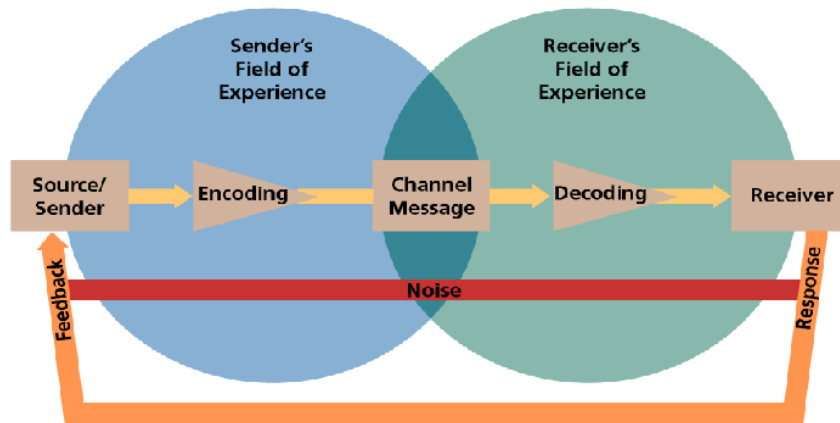 Sender's
Field of
Experience
Receiver's
Field of
Experience
Source/
Sender
Encoding
Channel
Message
Decoding
Receiver
Feedback
Noise
Response